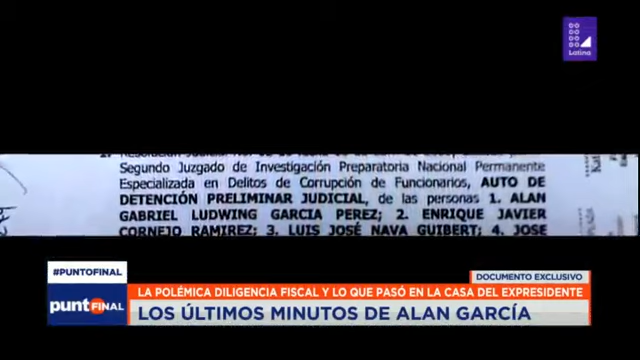 Latina
Segundo Juzgado de Investigación Preparatoria Nacional Permanente
Especializada en Delitos de Corrupción de Funcionarios, AUTO DE
DETENCIÓN PRELIMINAR JUDICIAL, de las personas 1. ALAN
GABRIEL LUDWING GARCIA PEREZ; 2. ENRIQUE JAVIER
CORNEJO RAMIREZ; 3. LUIS JOSÉ NAVA GUIBERT; 4. JOSE
#PUNTOFINAL
DOCUMENTO EXCLUSIVO
LA POLÉMICA DILIGENCIA FISCAL Y LO QUE PASÓ EN LA CASA DEL EXPRESIDENTE
punto FINAL
LOS ÚLTIMOS MINUTOS DE ALAN GARCÍA